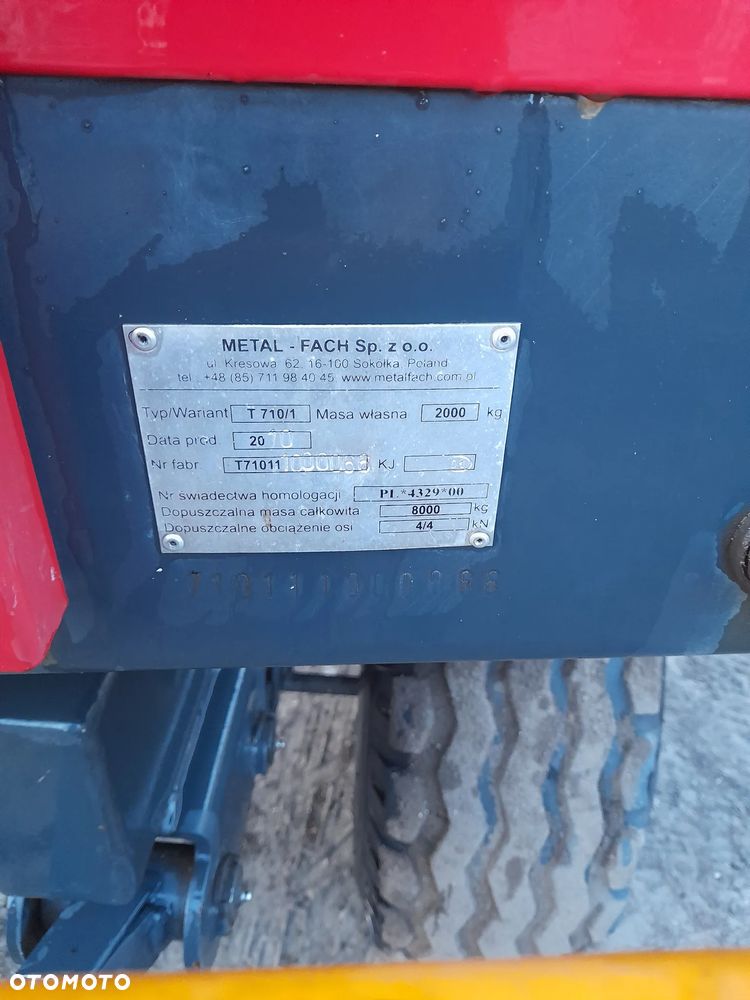 METAL - FACH Sp. z o.o.
ul. Kresowa 62, 16-100 Sokółka, Poland
tel. +48 (85) 711 98 40 45 www.metalfach.com.pl
Typ/Wariant T 710/1 Masa własna 2000 kg
Data prod. 2010
Nr fabr. KJ
Nr świadectwa homologacji PL*4329*00
Dopuszczalna masa całkowita 8000 kg
Dopuszczalne obciążenie osi 4/4 kN
OTOMOTO